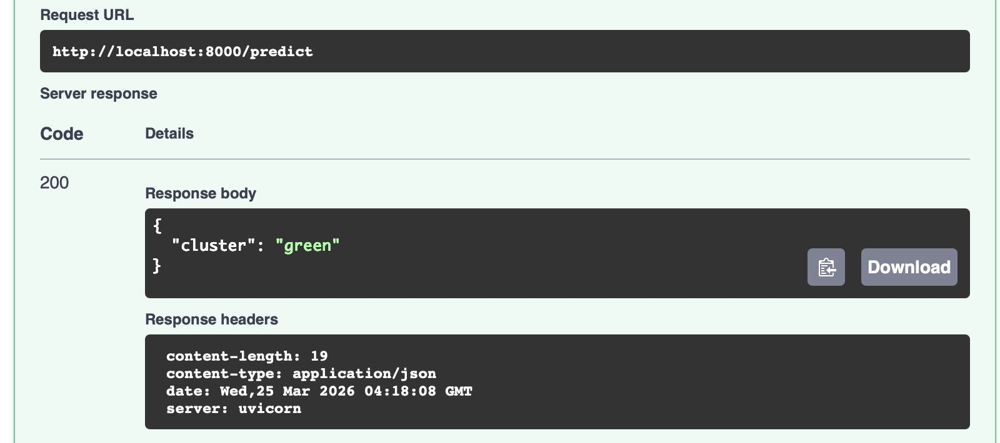 Request URL
http://localhost:8000/predict
Server response
Code Details
200
Response body
{
  "cluster": "green"
}
Download
Response headers
content-length: 19
content-type: application/json
date: Wed,25 Mar 2026 04:18:08 GMT
server: uvicorn